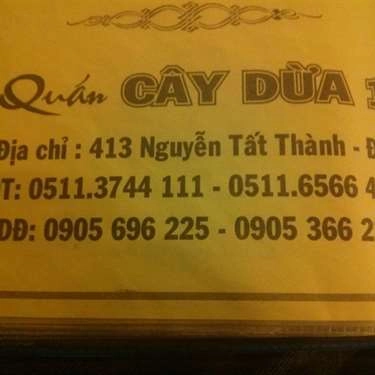 Quán CÂY DỪA
Địa chỉ : 413 Nguyễn Tất Thành -
ĐT: 0511.3744 111 - 0511.6566
DĐ: 0905 696 225 - 0905 366